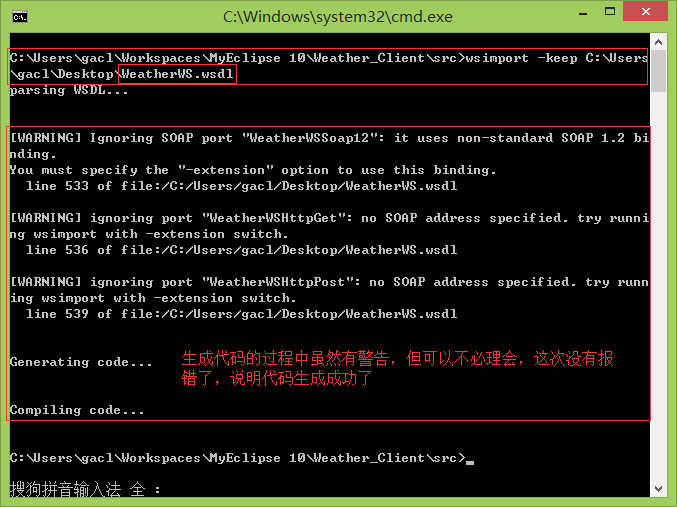 C:\Windows\system32\cmd.exe
C:\Users\gacl\Workspaces\MyEclipse 10\Weather_Client\src>wsimport -keep C:\Users
\gacl\Desktop\WeatherWS.wsdl
parsing WSDL...
[WARNING] Ignoring SOAP port "WeatherWSSoap12": it uses non-standard SOAP 1.2 bi
nding.
You must specify the "-extension" option to use this binding.
line 533 of file:/C:/Users/gacl/Desktop/WeatherWS.wsdl
[WARNING] ignoring port "WeatherWSHttpGet": no SOAP address specified. try runni
ng wsimport with -extension switch.
line 536 of file:/C:/Users/gacl/Desktop/WeatherWS.wsdl
[WARNING] ignoring port "WeatherWSHttpPost": no SOAP address specified. try runn
ing wsimport with -extension switch.
line 539 of file:/C:/Users/gacl/Desktop/WeatherWS.wsdl
Generating code...
生成代码的过程中虽然有警告，但可以不必理会，这次没有报
错了，说明代码生成成功了
Compiling code...
C:\Users\gacl\Workspaces\MyEclipse 10\Weather_Client\src>
搜狗拼音输入法 全 :